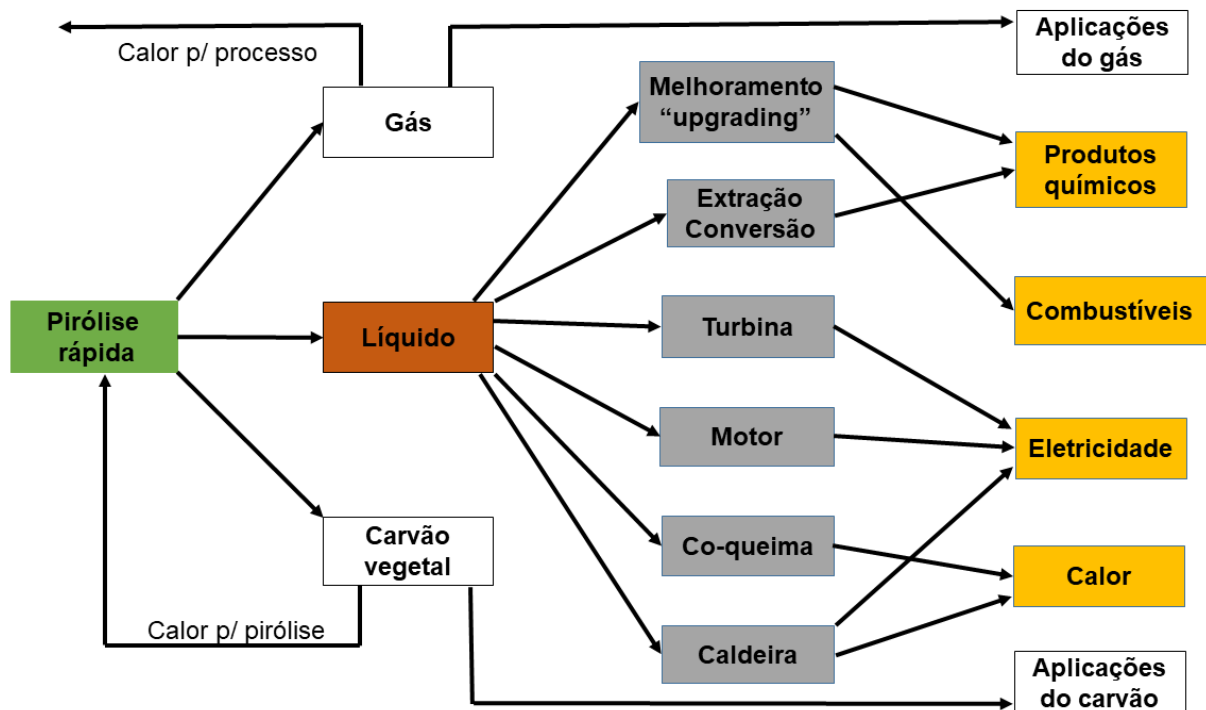 Calor p/ processo
Aplicações
do gás
Gás
Melhoramento
“upgrading”
Produtos
químicos
Extração
Conversão
Pirólise
rápida
Líquido
Turbina
Combustíveis
Motor
Eletricidade
Carvão
vegetal
Co-queima
Calor
Calor p/ pirólise
Caldeira
Aplicações
do carvão